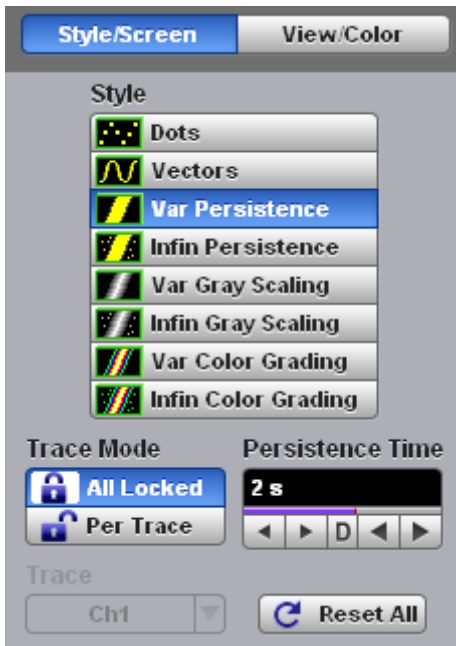 Style/Screen View/Color
Style
Dots
Vectors
Var Persistence
Infin Persistence
Var Gray Scaling
Infin Gray Scaling
Var Color Grading
Infin Color Grading
Trace Mode Persistence Time
All Locked 2 s
Per Trace D
Trace
Ch1 Reset All